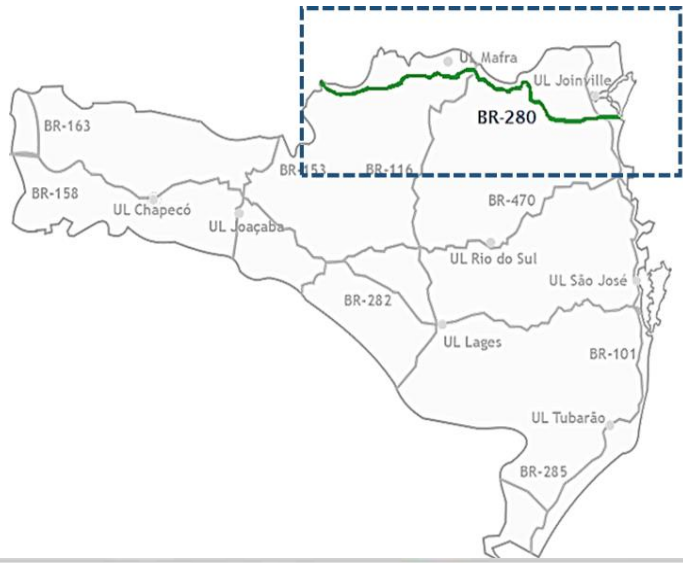 UL Mafra
UL Joinville
BR-280
BR-163
BR-153
BR-116
BR-158
UL Chapecó
BR-470
UL Joaçaba
UL Rio do Sul
UL São José
BR-282
UL Lages
BR-101
UL Tubarão
BR-285